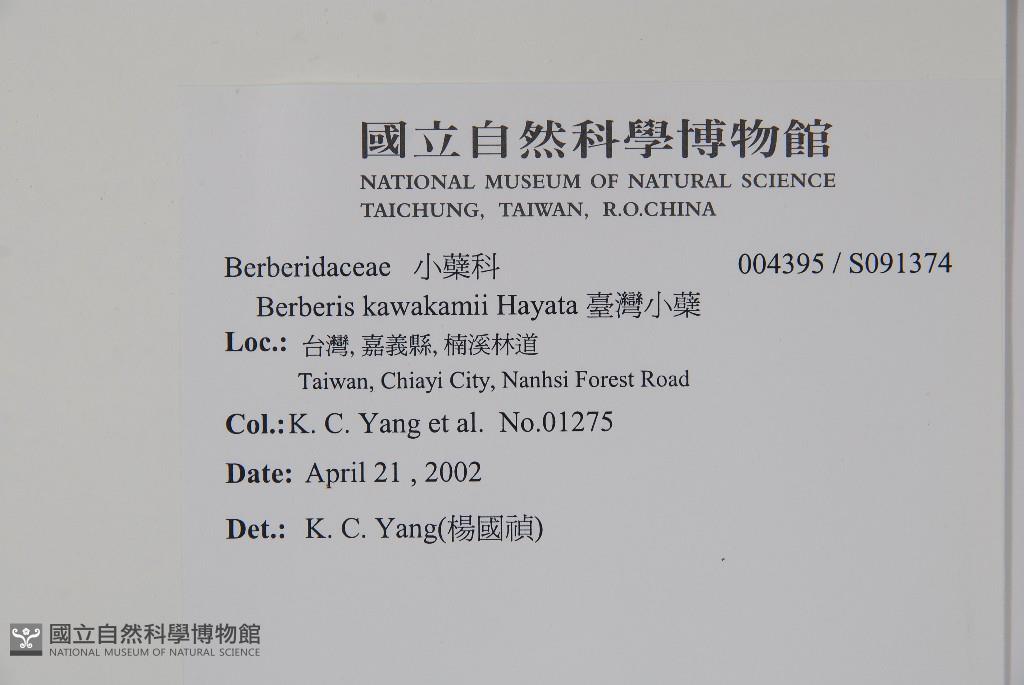 國立自然科學博物館
NATIONAL MUSEUM OF NATURAL SCIENCE
TAICHUNG, TAIWAN, R.O.CHINA
Berberidaceae 小蘗科 004395 / S091374
Berberis kawakamii Hayata 臺灣小蘗
Loc.: 台灣, 嘉義縣, 楠溪林道
Taiwan, Chiayi City, Nanhsi Forest Road
Col.: K. C. Yang et al. No.01275
Date: April 21 , 2002
Det.: K. C. Yang(楊國禎)
國立自然科學博物館
NATIONAL MUSEUM OF NATURAL SCIENCE